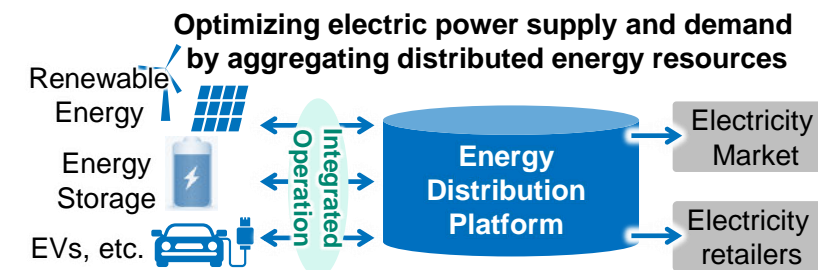 Optimizing electric power supply and demand
by aggregating distributed energy resources
Renewable
Energy
Energy
Storage
EVs, etc.
Integrated
Operation
Energy
Distribution
Platform
Electricity
Market
Electricity
retailers